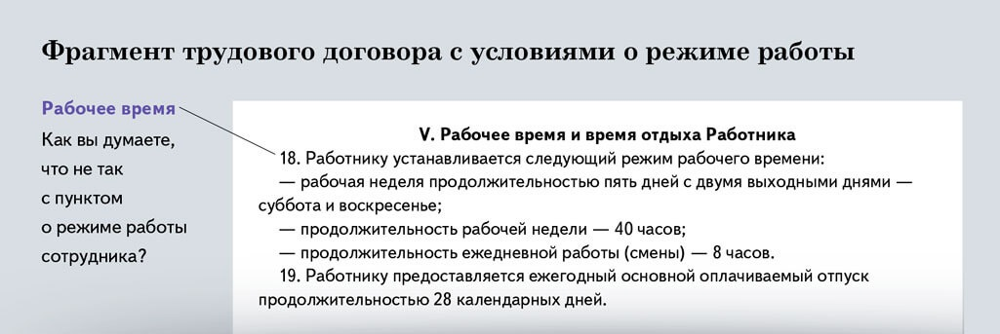 Фрагмент трудового договора с условиями о режиме работы
Рабочее время
Как вы думаете,
что не так
с пунктом
о режиме работы
сотрудника?
V. Рабочее время и время отдыха Работника
18. Работнику устанавливается следующий режим рабочего времени:
— рабочая неделя продолжительностью пять дней с двумя выходными днями —
суббота и воскресенье;
— продолжительность рабочей недели — 40 часов;
— продолжительность ежедневной работы (смены) — 8 часов.
19. Работнику предоставляется ежегодный основной оплачиваемый отпуск
продолжительностью 28 календарных дней.